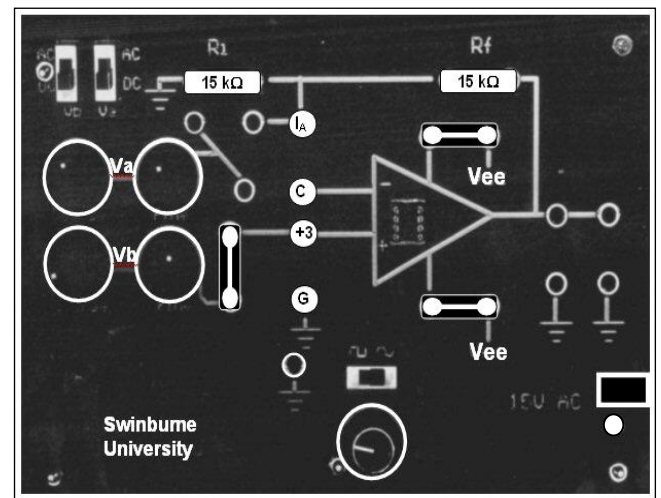 R1
Rf
AC
AC
15 kΩ
15 kΩ
DC
DC
Vb
Va
IA
Va
Vee
C
-
+3
+
Vb
G
Vee
15V AC
Swinburne
University